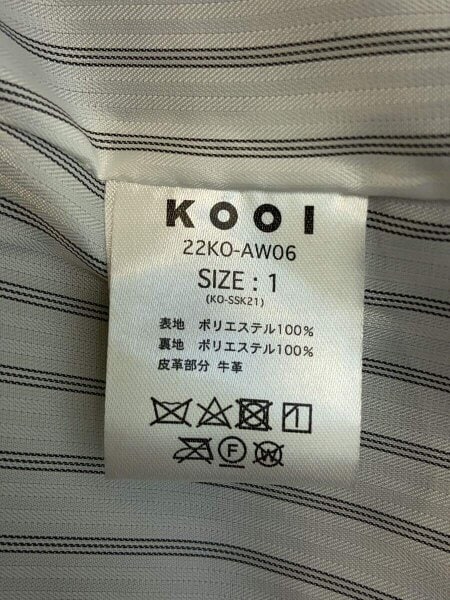 KOOI
22KO-AW06
SIZE : 1
(KO-SSK21)
表地 ポリエステル100%
裏地 ポリエステル100%
皮革部分 牛革
F W